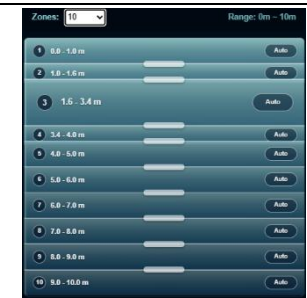 Zones: 10 Range: 0m – 10m
1 0.0 - 1.0 m Auto
2 1.0 - 1.6 m Auto
3 1.6 - 3.4 m Auto
4 3.4 - 4.0 m Auto
5 4.0 - 5.0 m Auto
6 5.0 - 6.0 m Auto
7 6.0 - 7.0 m Auto
8 7.0 - 8.0 m Auto
9 8.0 - 9.0 m Auto
10 9.0 - 10.0 m Auto